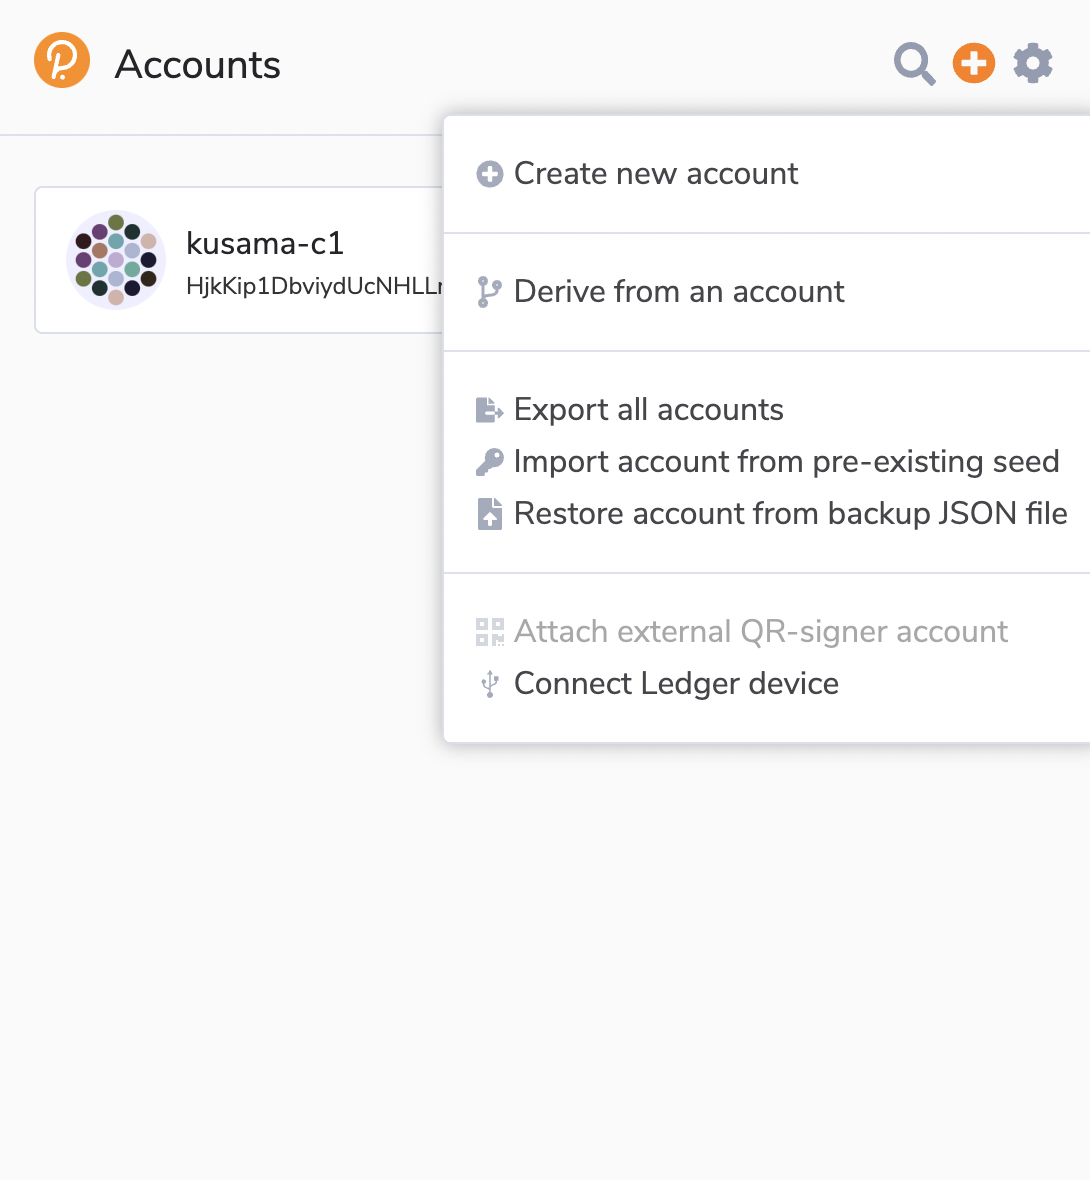 Accounts
Create new account
kusama-c1
HjkKip1DbviydUcNHLL
Derive from an account
Export all accounts
Import account from pre-existing seed
Restore account from backup JSON file
Attach external QR-signer account
Connect Ledger device